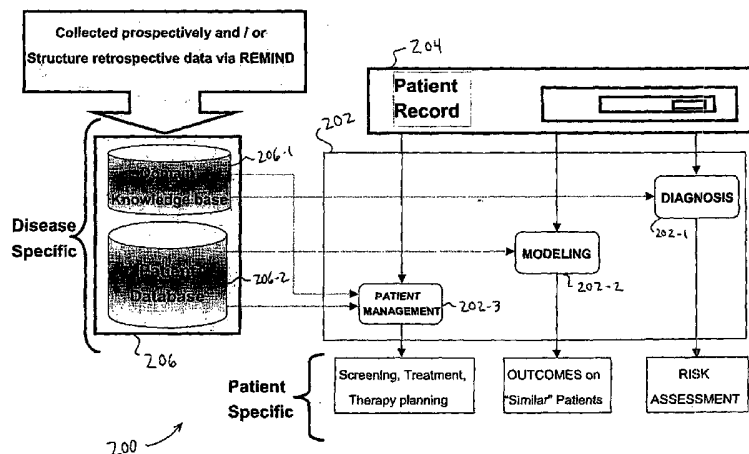 Collected prospectively and / or
Structure retrospective data via REMIND
204
Patient
Record
202
206-1
Knowledge base
DIAGNOSIS
202-1
Disease
Specific
MODELING
202-2
206-2
Database
PATIENT
MANAGEMENT
202-3
206
Patient
Specific
Screening, Treatment,
Therapy planning
OUTCOMES on
"Similar" Patients
RISK
ASSESSMENT
200